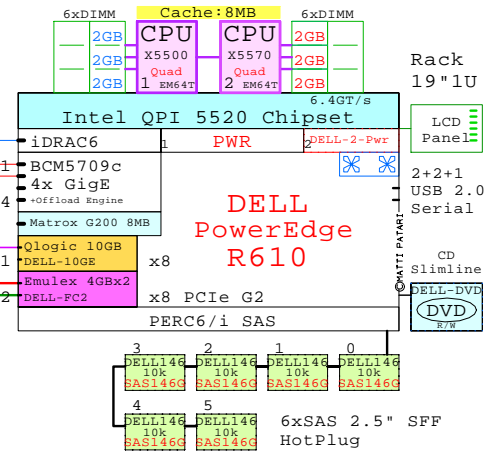 6xDIMM Cache:8MB 6xDIMM
2GB CPU CPU 2GB
2GB X5500 X5570 2GB
Quad Quad
2GB 1 EM64T 2 EM64T 2GB
Rack
19"1U
6.4GT/s
Intel QPI 5520 Chipset
LCD
Panel
iDRAC6
1 PWR 2 DELL-2-Pwr
1 BCM5709c
4x GigE
4 +Offload Engine
2+2+1
USB 2.0
Serial
Matrox G200 8MB
DELL
PowerEdge
R610
©MATTI PATARI
Qlogic 10GB
1 DELL-10GE x8
Emulex 4GBx2
2 DELL-FC2 x8 PCIe G2
CD
Slimline
DELL-DVD
DVD
R/W
PERC6/i SAS
3 2 1 0
DELL146 DELL146 DELL146 DELL146
10k 10k 10k 10k
SAS146G SAS146G SAS146G SAS146G
4 5
DELL146 DELL146
10k 10k
SAS146G SAS146G
6xSAS 2.5" SFF
HotPlug